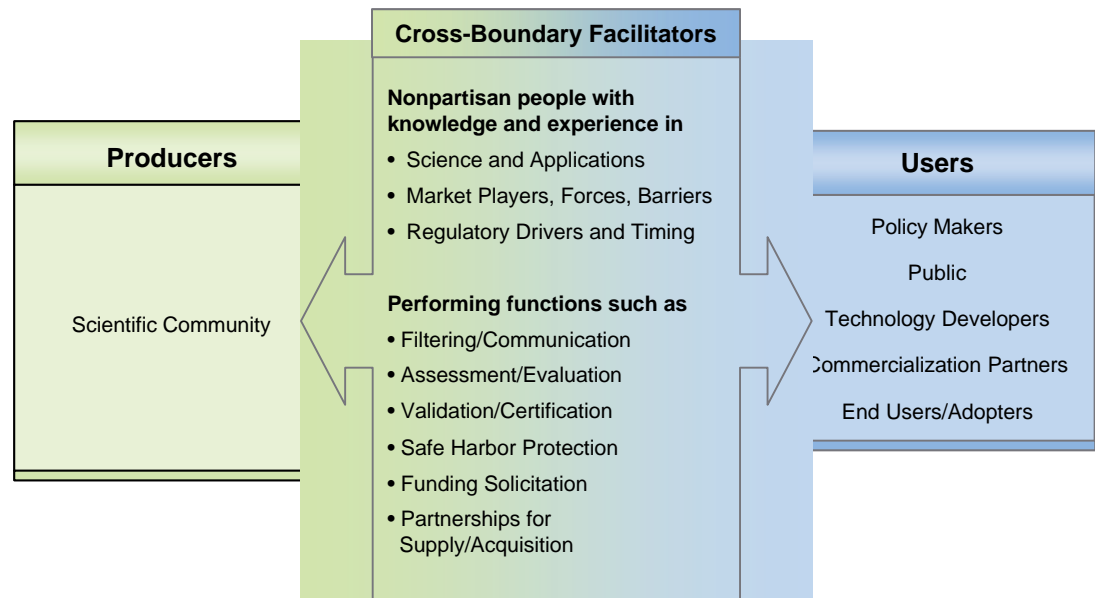 Cross-Boundary Facilitators
Nonpartisan people with
knowledge and experience in
• Science and Applications
• Market Players, Forces, Barriers
• Regulatory Drivers and Timing
Performing functions such as
• Filtering/Communication
• Assessment/Evaluation
• Validation/Certification
• Safe Harbor Protection
• Funding Solicitation
• Partnerships for
Supply/Acquisition
Producers
Scientific Community
Users
Policy Makers
Public
Technology Developers
Commercialization Partners
End Users/Adopters